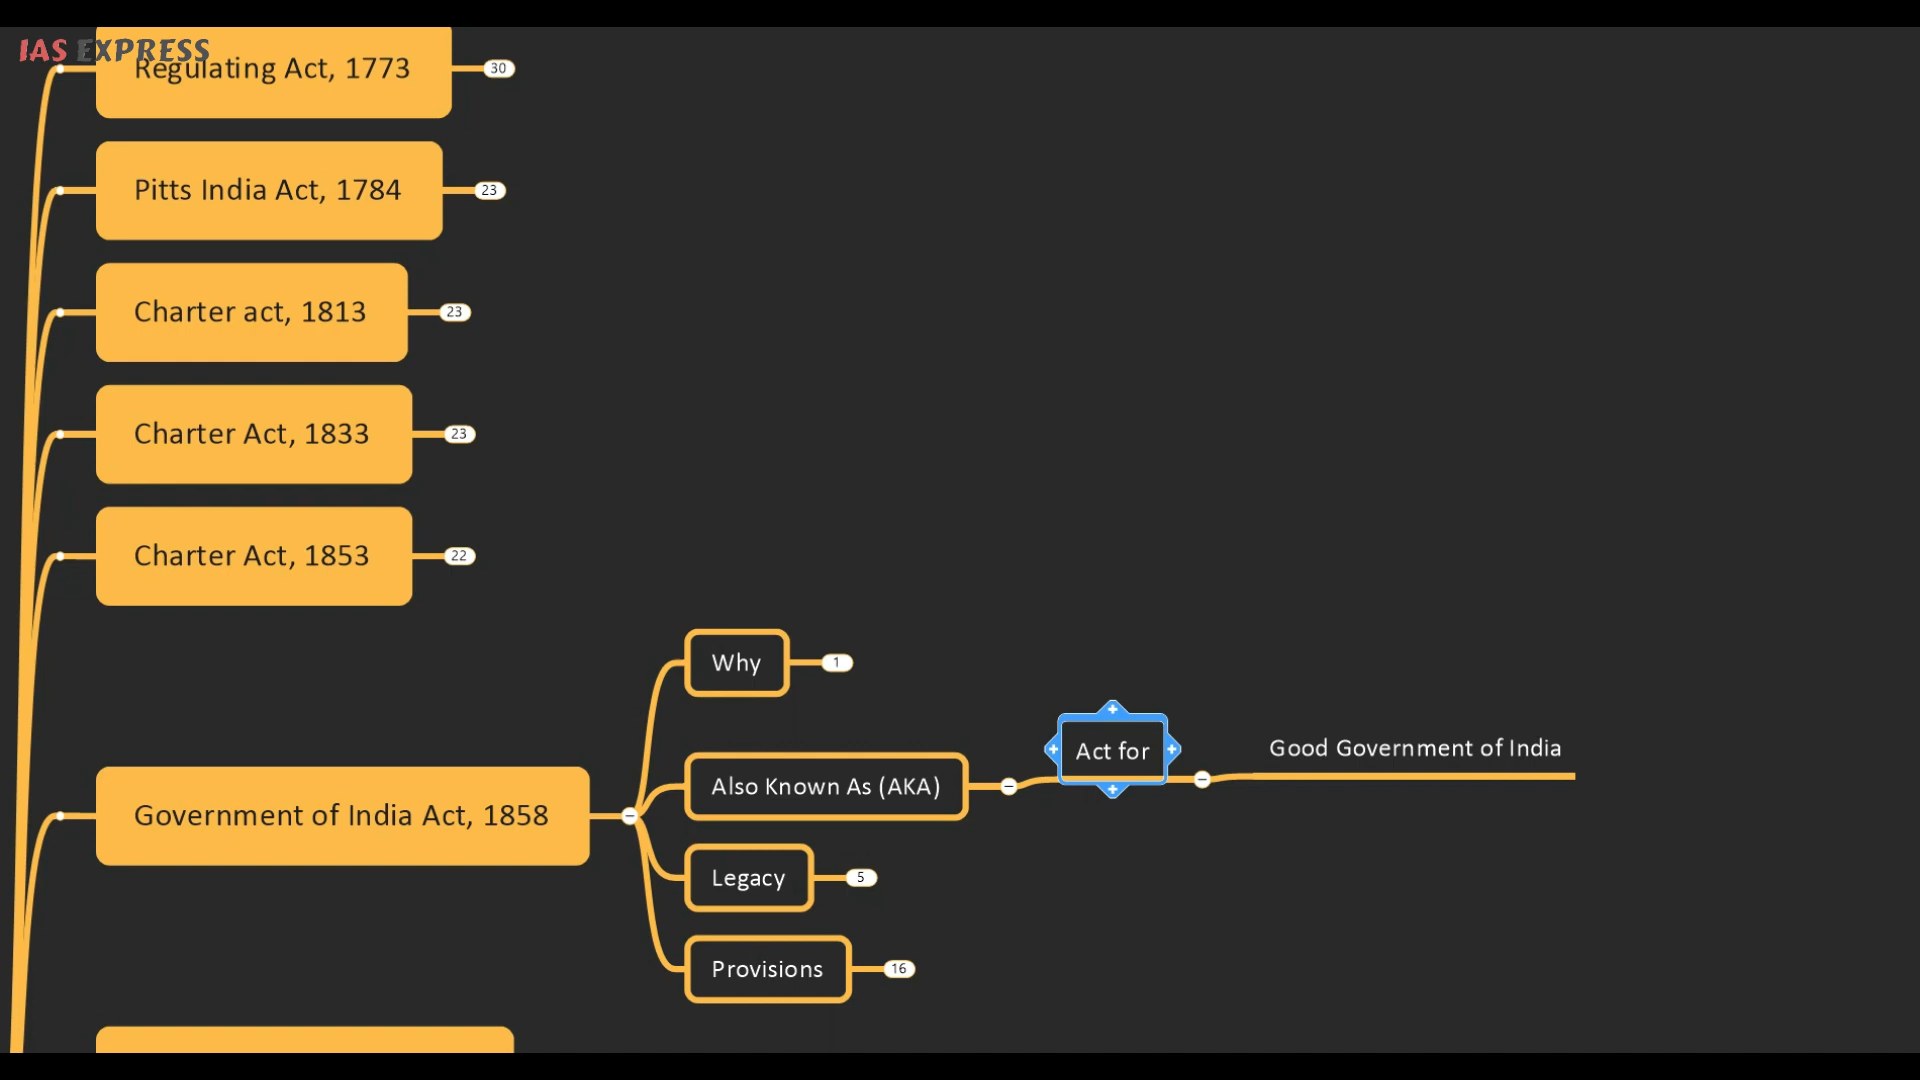 IAS EXPRESS
Regulating Act, 1773
30
Pitts India Act, 1784
23
Charter act, 1813
23
Charter Act, 1833
23
Charter Act, 1853
22
Government of India Act, 1858
Why
1
Also Known As (AKA)
Act for
Good Government of India
Legacy
5
Provisions
16